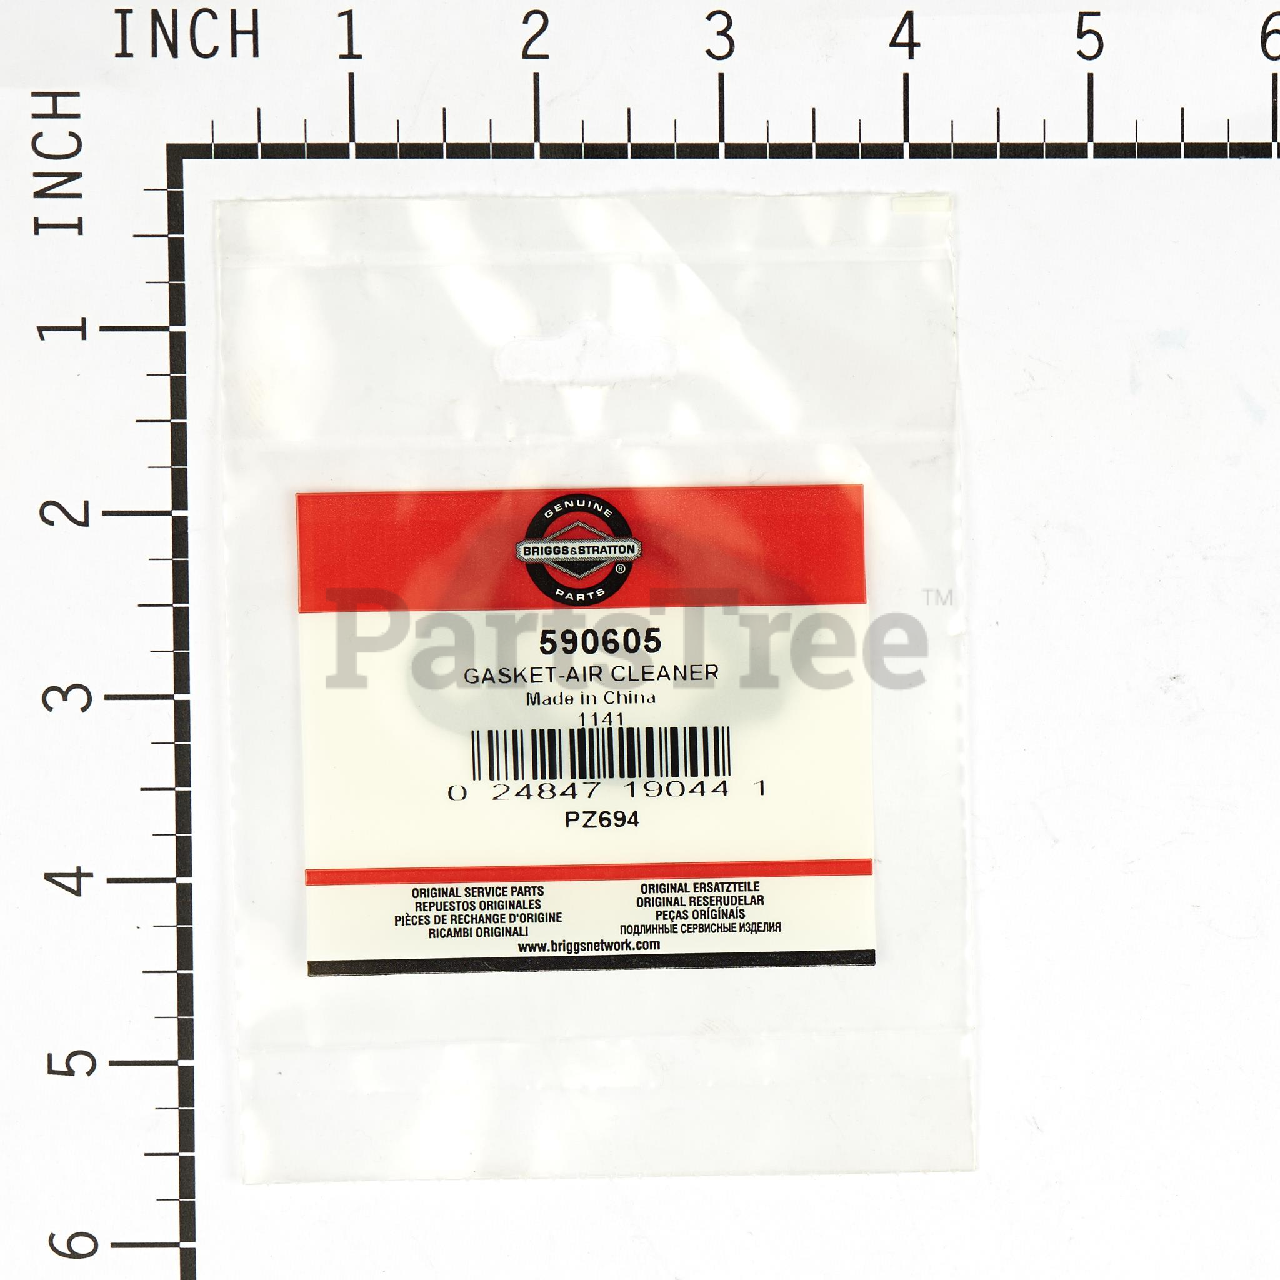 INCH 1 2 3 4 5 6
INCH
1
2
3
4
5
6
GENUINE
BRIGGS&STRATTON
®
PARTS
PartsTree™
590605
GASKET-AIR CLEANER
Made in China
1141
0 24847 19044 1
PZ694
ORIGINAL SERVICE PARTS
REPUESTOS ORIGINALES
PIÈCES DE RECHANGE D'ORIGINE
RICAMBI ORIGINALI
ORIGINAL ERSATZTEILE
ORIGINAL RESERUDELAR
PEÇAS ORIGINAIS
ПОДЛИННЫЕ СЕРВИСНЫЕ ИЗДЕЛИЯ
www.briggsnetwork.com